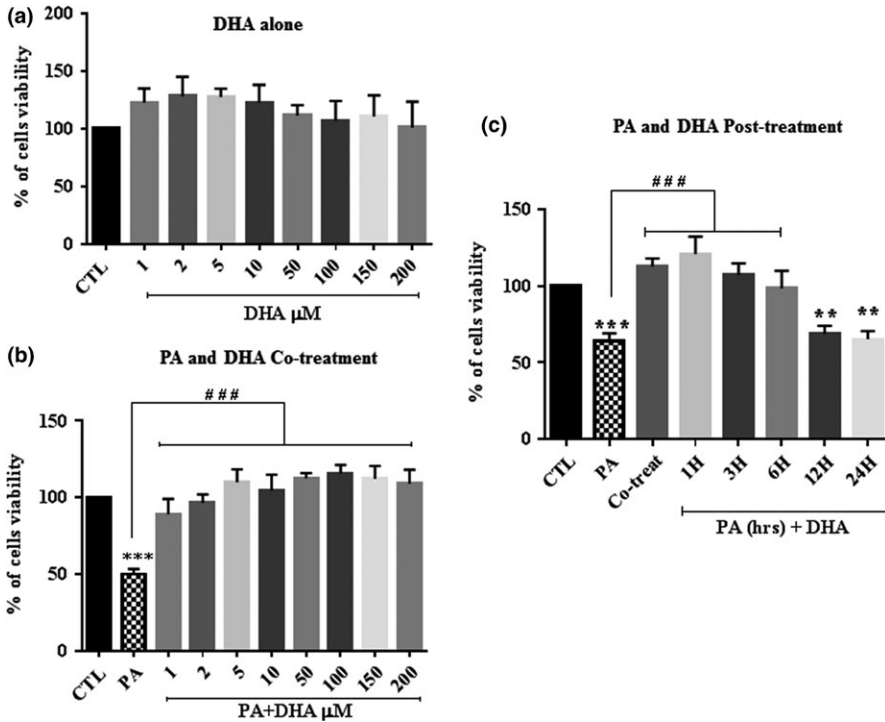 (a)
DHA alone
% of cells viability
200
150
100
50
0
CTL
1
2
5
10
50
100
150
200
DHA μM
(b)
PA and DHA Co-treatment
% of cells viability
###
150
100
50
0
***
CTL
PA
1
2
5
10
50
100
150
200
PA+DHA μM
(c)
PA and DHA Post-treatment
% of cells viability
###
150
100
50
0
***
**
**
CTL
PA
Co-treat
1H
3H
6H
12H
24H
PA (hrs) + DHA